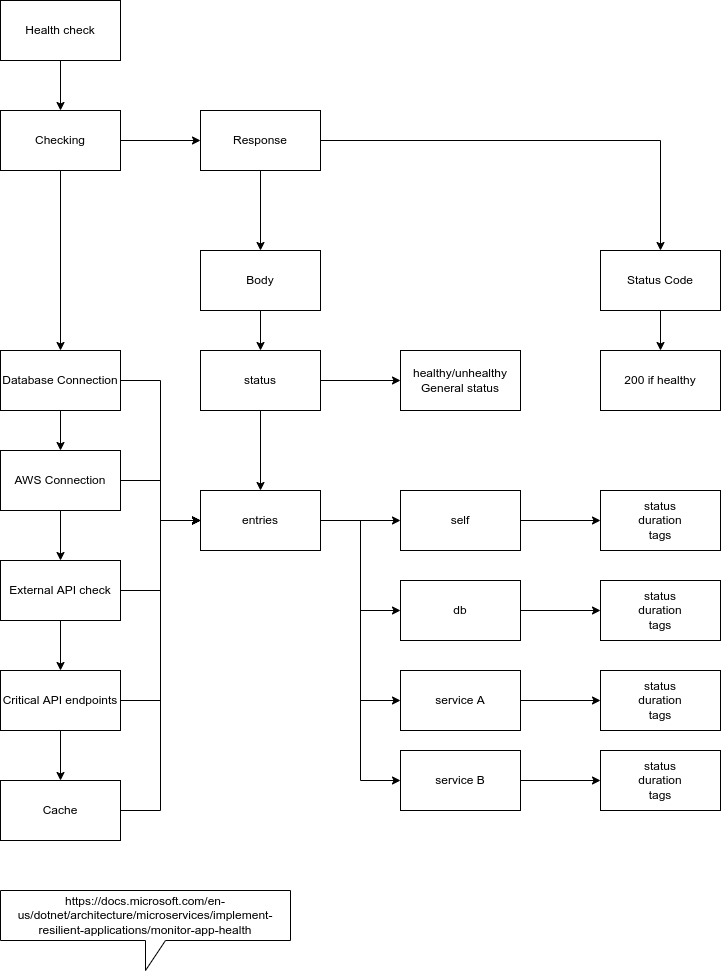 Health check
Checking
Response
Body
Status Code
Database Connection
status
healthy/unhealthy
General status
200 if healthy
AWS Connection
entries
self
status
duration
tags
External API check
db
status
duration
tags
Critical API endpoints
service A
status
duration
tags
Cache
service B
status
duration
tags
https://docs.microsoft.com/en-
us/dotnet/architecture/microservices/implement-
resilient-applications/monitor-app-health